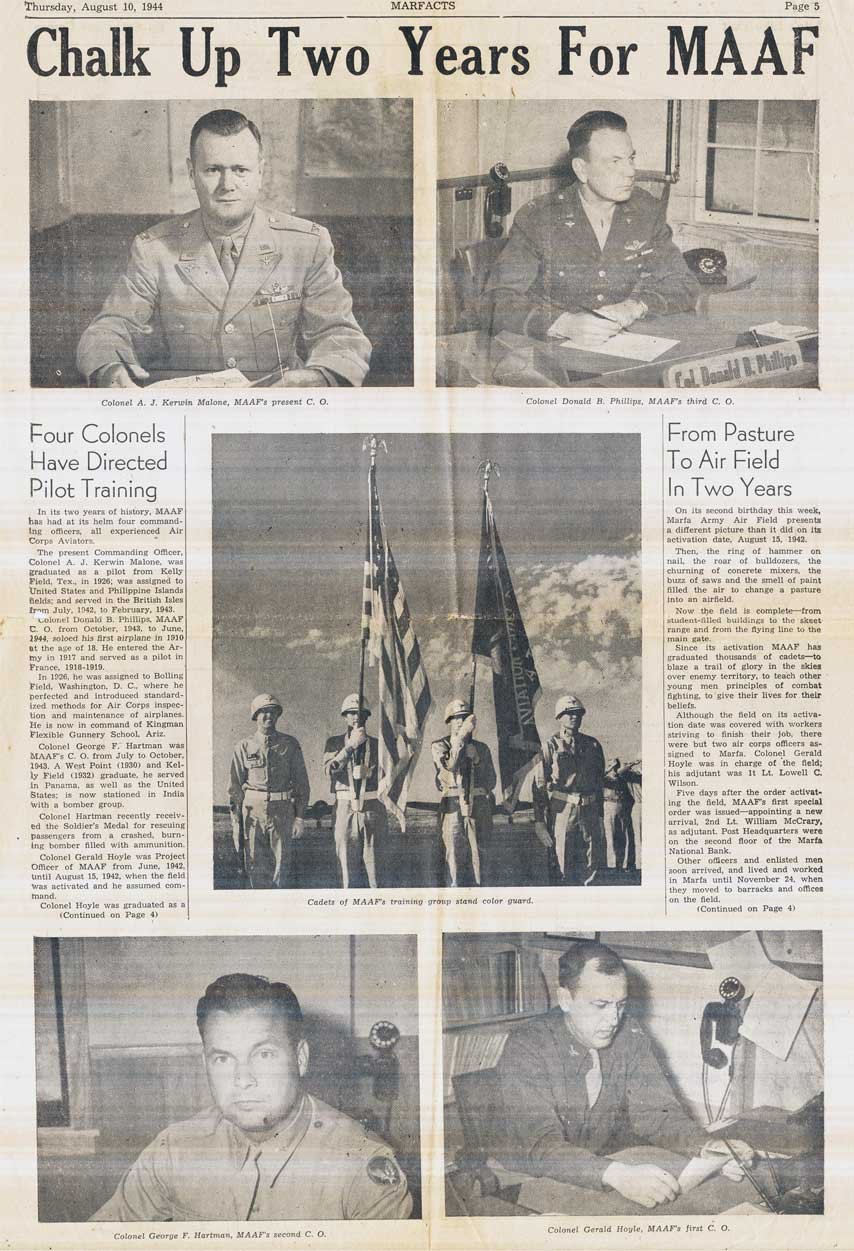 Thursday, August 10, 1944
MARFACTS
Page 5
Chalk Up Two Years For MAAF
Col. Donald B. Phillips
Colonel A. J. Kerwin Malone, MAAF's present C. O.
Colonel Donald B. Phillips, MAAF's third C. O.
Four Colonels
Have Directed
Pilot Training
In its two years of history, MAAF
has had at its helm four command-
ing officers, all experienced Air
Corps Aviators.
The present Commanding Officer,
Colonel A. J. Kerwin Malone, was
graduated as a pilot from Kelly
Field, Tex., in 1926; was assigned to
United States and Philippine Islands
fields; and served in the British Isles
from July, 1942, to February, 1943.
Colonel Donald B. Phillips, MAAF
C. O. from October, 1943, to June,
1944, soloed his first airplane in 1910
at the age of 18. He entered the Ar-
my in 1917 and served as a pilot in
France, 1918-1919.
In 1926, he was assigned to Bolling
Field, Washington, D. C., where he
perfected and introduced standard-
ized methods for Air Corps inspec-
tion and maintenance of airplanes.
He is now in command of Kingman
Flexible Gunnery School, Ariz.
Colonel George F. Hartman was
MAAF's C. O. from July to October,
1943. A West Point (1930) and Kel-
ly Field (1932) graduate, he served
in Panama, as well as the United
States; is now stationed in India
with a bomber group.
Colonel Hartman recently receiv-
ed the Soldier's Medal for rescuing
passengers from a crashed, burn-
ing bomber filled with ammunition.
Colonel Gerald Hoyle was Project
Officer of MAAF from June, 1942,
until August 15, 1942, when the field
was activated and he assumed com-
mand.
Colonel Hoyle was graduated as a
(Continued on Page 4)
AVIATION
Cadets of MAAF's training group stand color guard.
From Pasture
To Air Field
In Two Years
On its second birthday this week,
Marfa Army Air Field presents
a different picture than it did on its
activation date, August 15, 1942.
Then, the ring of hammer on
nail, the roar of bulldozers, the
churning of concrete mixers, the
buzz of saws and the smell of paint
filled the air to change a pasture
into an airfield.
Now the field is complete—from
student-filled buildings to the skeet
range and from the flying line to the
main gate.
Since its activation MAAF has
graduated thousands of cadets—to
blaze a trail of glory in the skies
over enemy territory, to teach other
young men principles of combat
fighting, to give their lives for their
beliefs.
Although the field on its activa-
tion date was covered with workers
striving to finish their job, there
were but two air corps officers as-
signed to Marfa. Colonel Gerald
Hoyle was in charge of the field;
his adjutant was 1t Lt. Lowell C.
Wilson.
Five days after the order activat-
ing the field, MAAF's first special
order was issued—appointing a new
arrival, 2nd Lt. William McCrary,
as adjutant. Post Headquarters were
on the second floor of the Marfa
National Bank.
Other officers and enlisted men
soon arrived, and lived and worked
in Marfa until November 24, when
they moved to barracks and offices
on the field.
(Continued on Page 4)
Colonel George F. Hartman, MAAF's second C. O.
Colonel Gerald Hoyle, MAAF's first C. O.